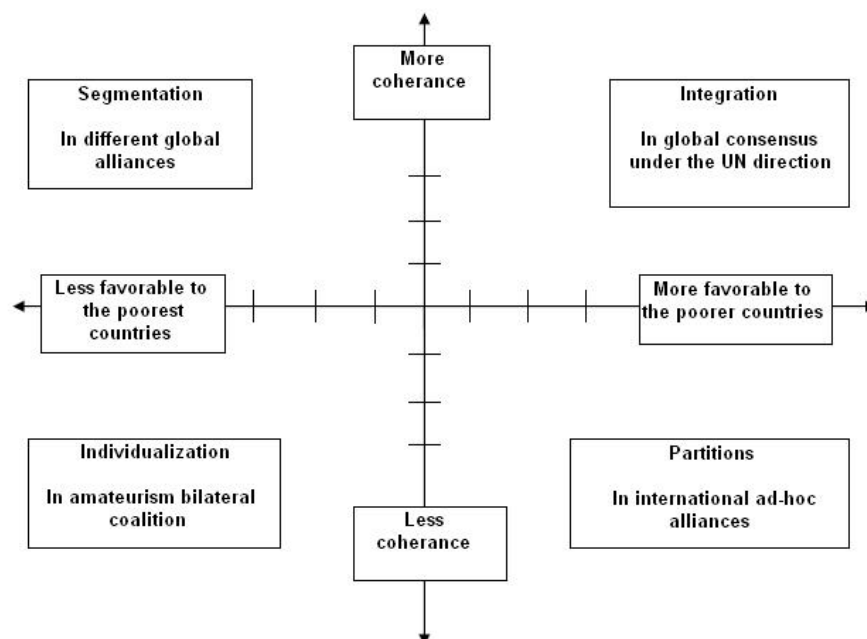 More
coherance
Segmentation
In different global
alliances
Integration
In global consensus
under the UN direction
Less favorable to
the poorest
countries
More favorable to
the poorer countries
Individualization
In amateurism bilateral
coalition
Partitions
In international ad-hoc
alliances
Less
coherance